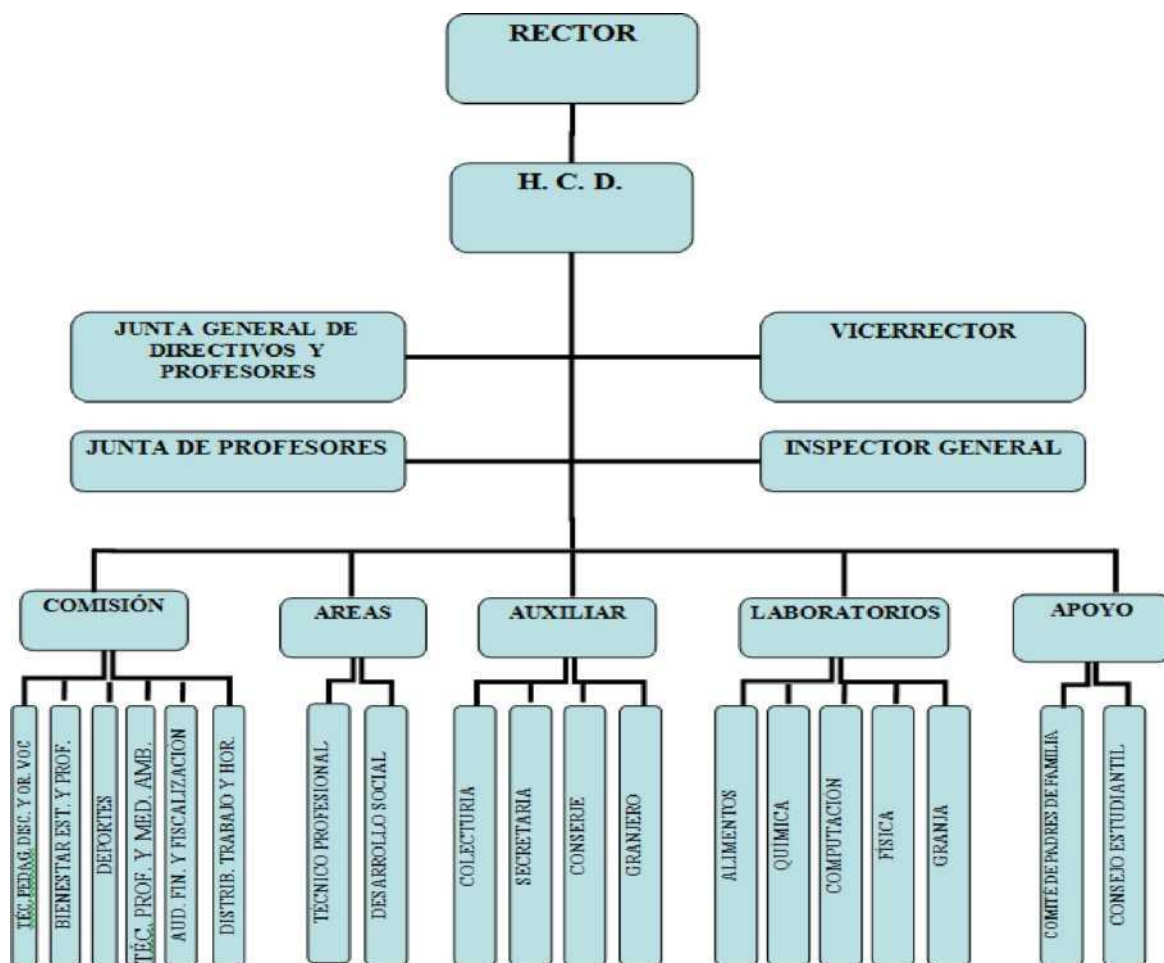 RECTOR
H. C. D.
JUNTA GENERAL DE
DIRECTIVOS Y
PROFESORES
VICERRECTOR
JUNTA DE PROFESORES
INSPECTOR GENERAL
COMISIÓN
AREAS
AUXILIAR
LABORATORIOS
APOYO
TÉC. PEDAG. DISC. Y OR. VOC
BIENESTAR EST. Y PROF.
DEPORTES
TÉC. PROF. Y MED. AMB.
AUD. FIN. Y FISCALIZACIÓN
DISTRIB. TRABAJO Y HOR.
TÉCNICO PROFESIONAL
DESARROLLO SOCIAL
COLECTURIA
SECRETARIA
CONSERJE
GRANJERO
ALIMENTOS
QUIMICA
COMPUTACIÓN
FÍSICA
GRANJA
COMITÉ DE PADRES DE FAMILIA
CONSEJO ESTUDIANTIL